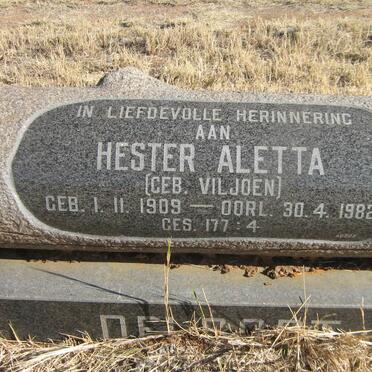 IN LIEFDEVOLLE HERINNERING
AAN
HESTER ALETTA
(GEB. VILJOEN)
GEB. 1. 11. 1909 — OORL. 30. 4. 1982
GES. 177 : 4